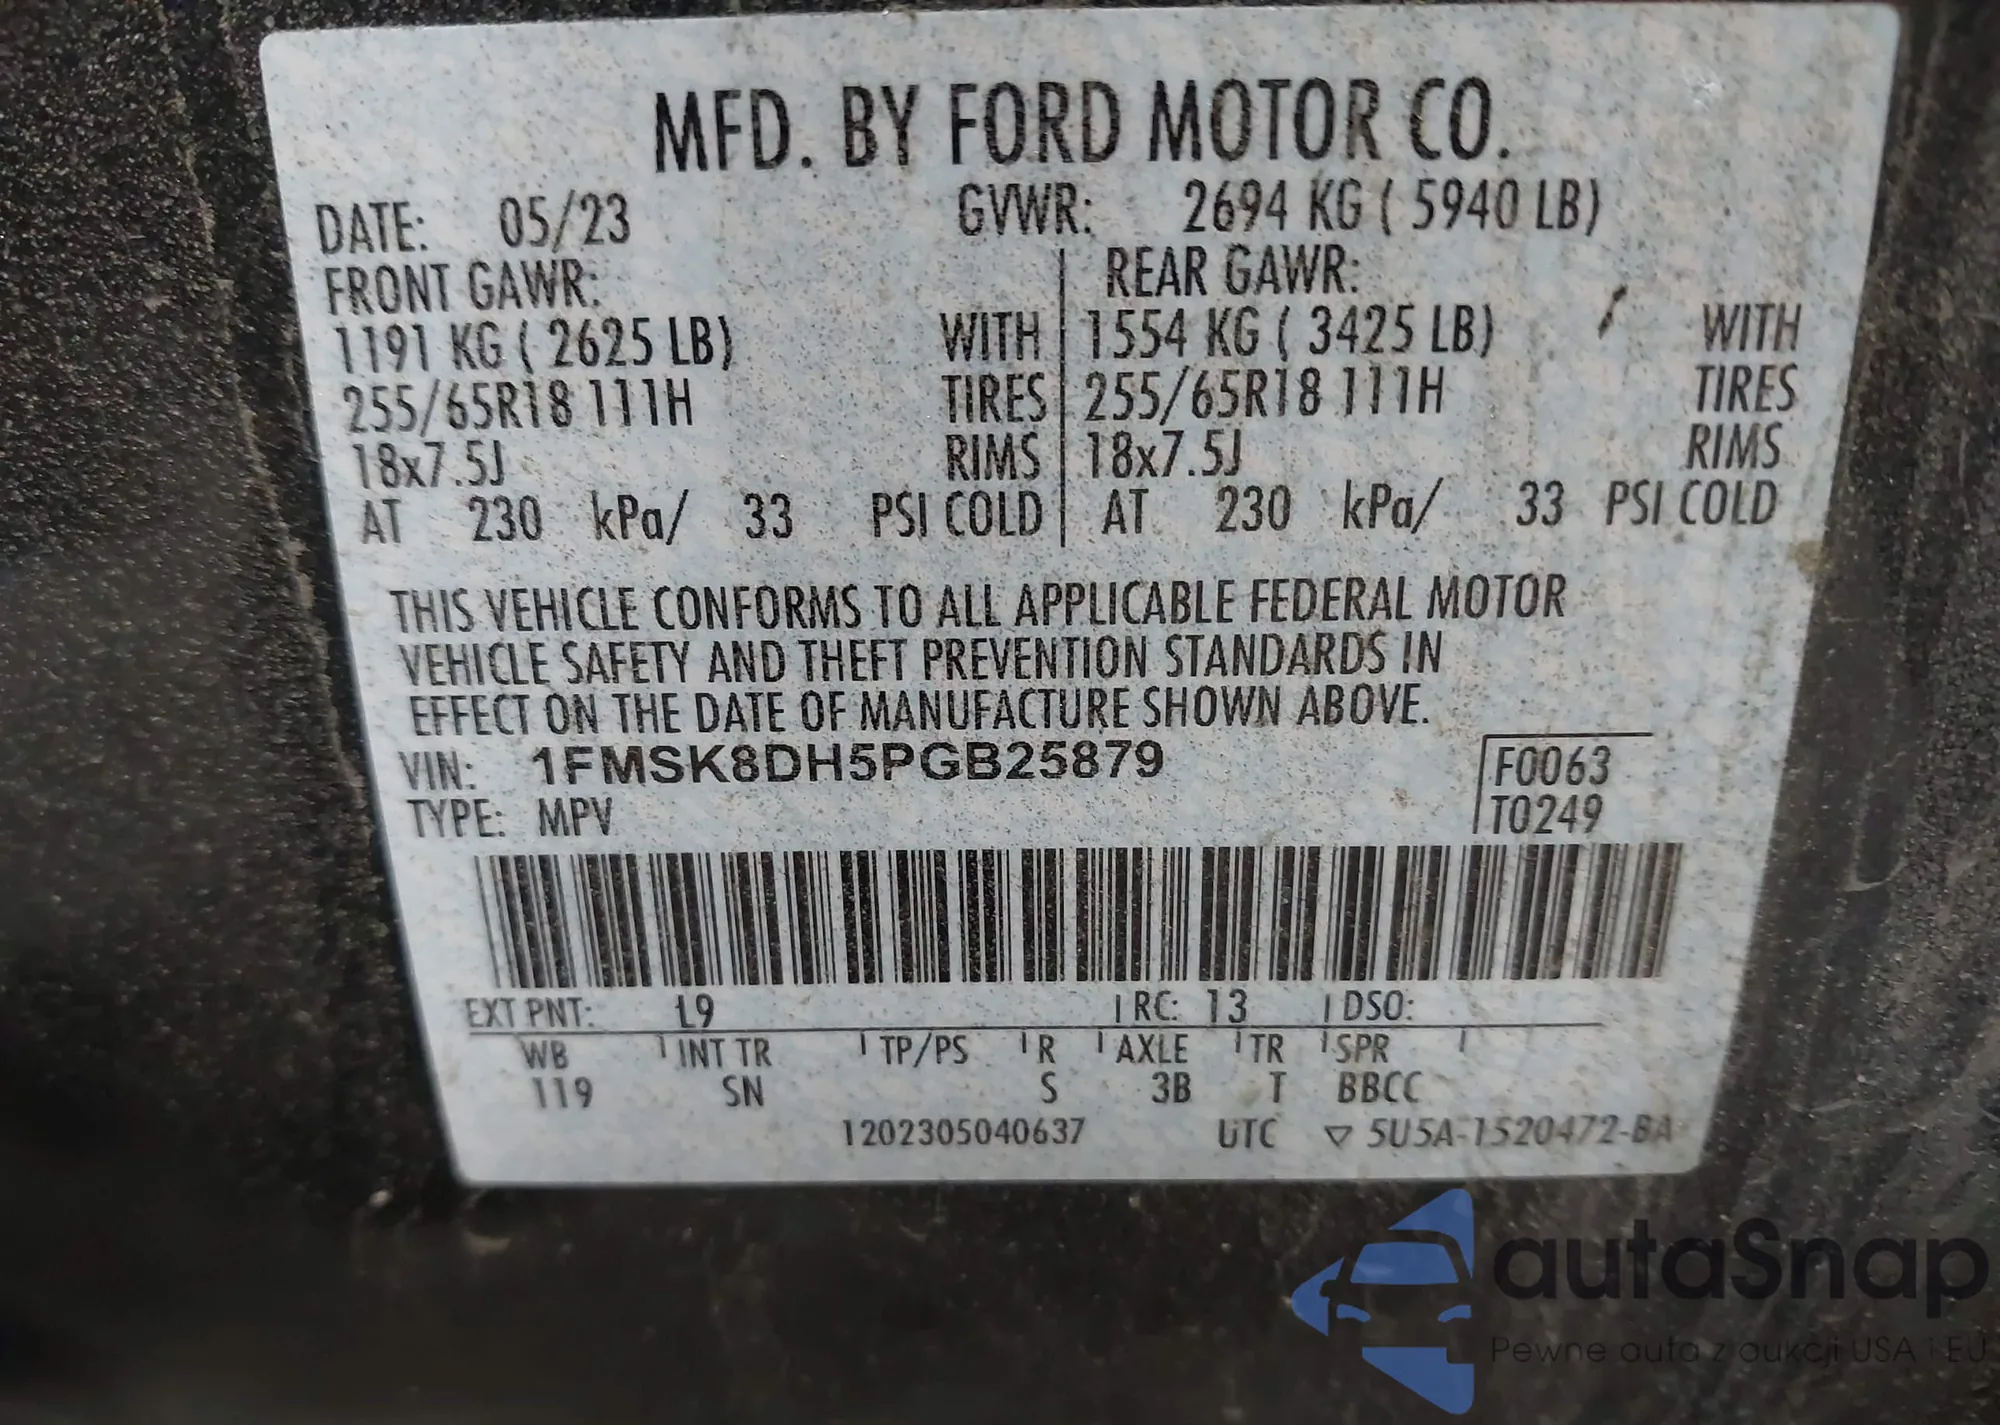 MFD. BY FORD MOTOR CO.
DATE: 05/23 GVWR: 2694 KG ( 5940 LB)
FRONT GAWR: REAR GAWR:
1191 KG ( 2625 LB) WITH 1554 KG ( 3425 LB) WITH
255/65R18 111H TIRES 255/65R18 111H TIRES
18x7.5J RIMS 18x7.5J RIMS
AT 230 kPa/ 33 PSI COLD AT 230 kPa/ 33 PSI COLD
THIS VEHICLE CONFORMS TO ALL APPLICABLE FEDERAL MOTOR
VEHICLE SAFETY AND THEFT PREVENTION STANDARDS IN
EFFECT ON THE DATE OF MANUFACTURE SHOWN ABOVE.
VIN: 1FMSK8DH5PGB25879 F0063
TYPE: MPV T0249
EXT PNT: L9 RC: 13 DSO:
WB INT TR TP/PS R AXLE TR SPR
119 SN S 3B T BBCC
1202305040637 UTC ▽ 5U5A-1520472-BA
autaSnap
Pewne auta z aukcji USA i EU